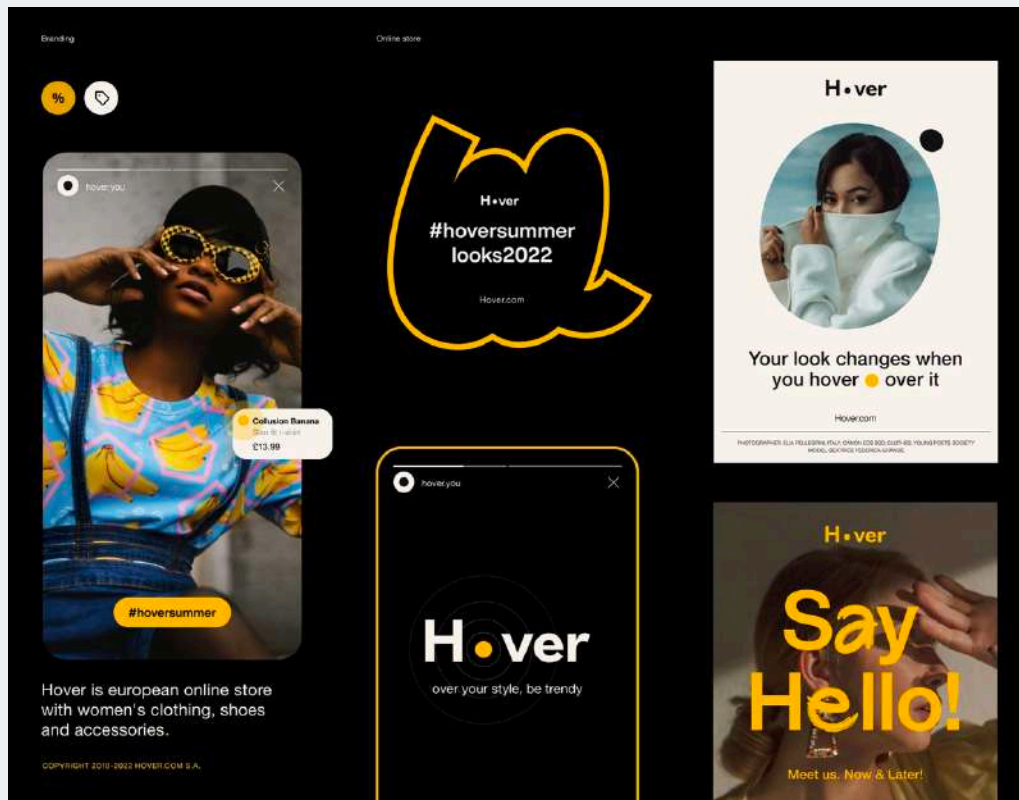 Branding
Online store
%
hover.you
Collusion Banana
£13.99
#hoversummer
Hover is european online store
with women's clothing, shoes
and accessories.
COPYRIGHT 2010-2022 HOVER.COM S.A.
H•ver
#hoversummer
looks2022
Hover.com
hover.you
H•ver
over your style, be trendy
H•ver
Your look changes when
you hover over it
Hover.com
H•ver
Say
Hello!
Meet us. Now & Later!